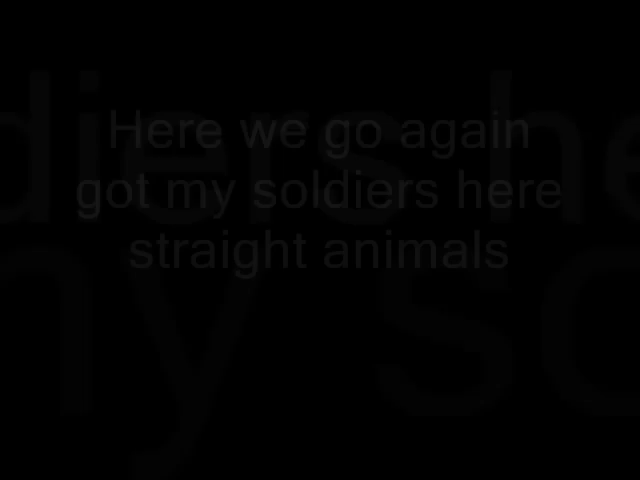 Here we go again
got my soldiers here
straight animals